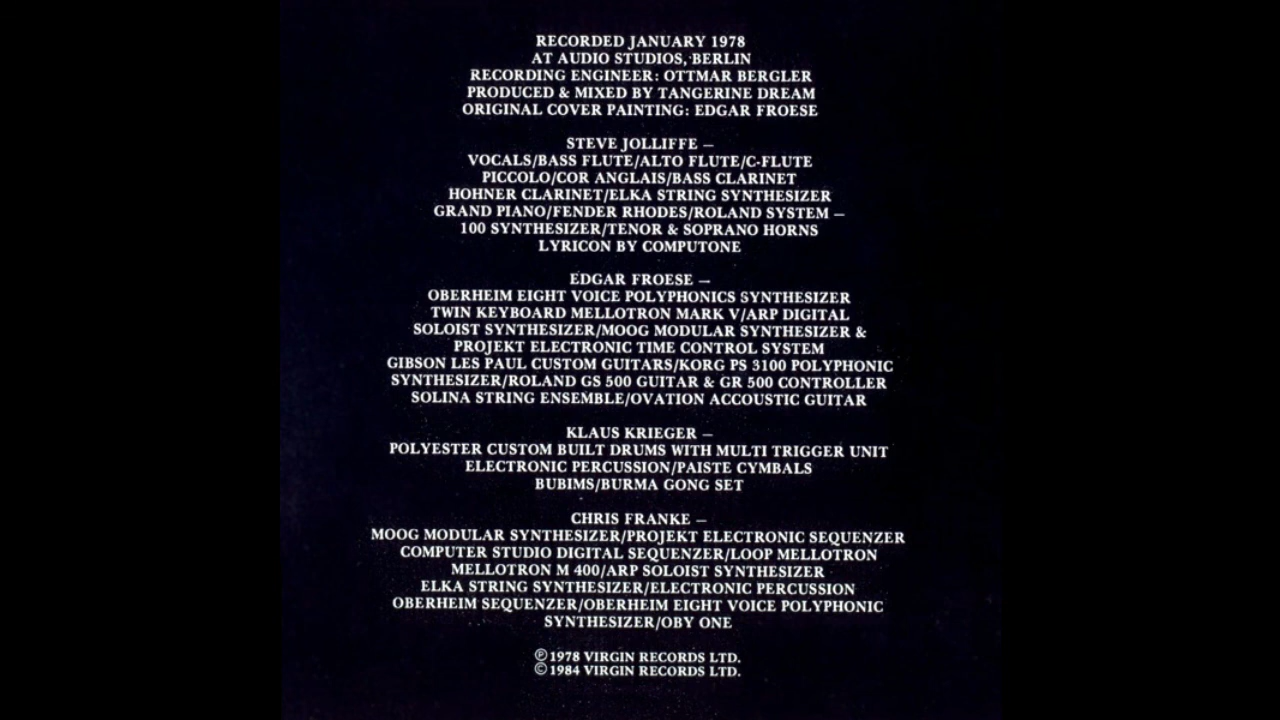 RECORDED JANUARY 1978
AT AUDIO STUDIOS, BERLIN
RECORDING ENGINEER: OTTMAR BERGLER
PRODUCED & MIXED BY TANGERINE DREAM
ORIGINAL COVER PAINTING: EDGAR FROESE
STEVE JOLLIFFE —
VOCALS/BASS FLUTE/ALTO FLUTE/C-FLUTE
PICCOLO/COR ANGLAIS/BASS CLARINET
HOHNER CLARINET/ELKA STRING SYNTHESIZER
GRAND PIANO/FENDER RHODES/ROLAND SYSTEM —
100 SYNTHESIZER/TENOR & SOPRANO HORNS
LYRICON BY COMPUTONE
EDGAR FROESE —
OBERHEIM EIGHT VOICE POLYPHONICS SYNTHESIZER
TWIN KEYBOARD MELLOTRON MARK V/ARP DIGITAL
SOLOIST SYNTHESIZER/MOOG MODULAR SYNTHESIZER &
PROJEKT ELECTRONIC TIME CONTROL SYSTEM
GIBSON LES PAUL CUSTOM GUITARS/KORG PS 3100 POLYPHONIC
SYNTHESIZER/ROLAND GS 500 GUITAR & GR 500 CONTROLLER
SOLINA STRING ENSEMBLE/OVATION ACCOUSTIC GUITAR
KLAUS KRIEGER —
POLYESTER CUSTOM BUILT DRUMS WITH MULTI TRIGGER UNIT
ELECTRONIC PERCUSSION/PAISTE CYMBALS
BUBIMS/BURMA GONG SET
CHRIS FRANKE —
MOOG MODULAR SYNTHESIZER/PROJEKT ELECTRONIC SEQUENZER
COMPUTER STUDIO DIGITAL SEQUENZER/LOOP MELLOTRON
MELLOTRON M 400/ARP SOLOIST SYNTHESIZER
ELKA STRING SYNTHESIZER/ELECTRONIC PERCUSSION
OBERHEIM SEQUENZER/OBERHEIM EIGHT VOICE POLYPHONIC
SYNTHESIZER/OBY ONE
℗ 1978 VIRGIN RECORDS LTD.
© 1984 VIRGIN RECORDS LTD.